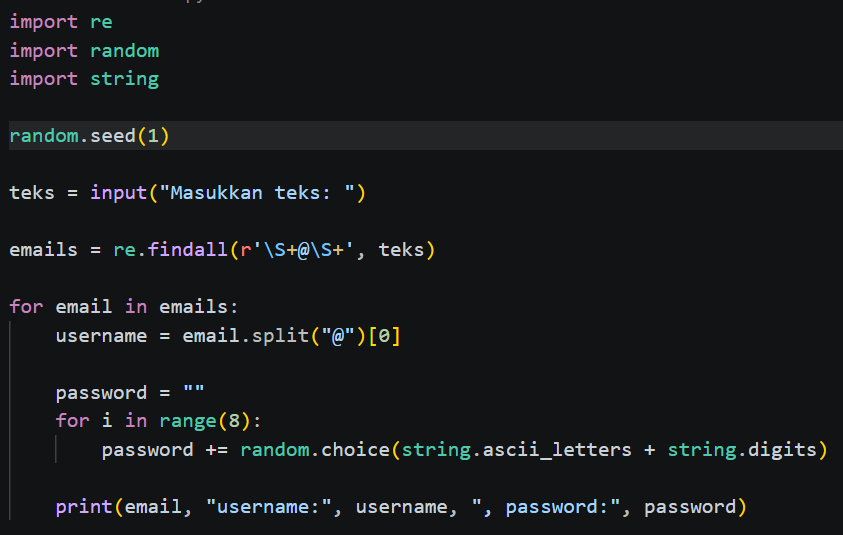 import re
import random
import string
random.seed(1)
teks = input("Masukkan teks: ")
emails = re.findall(r'\S+@\S+', teks)
for email in emails:
    username = email.split("@")[0]
    password = ""
    for i in range(8):
        password += random.choice(string.ascii_letters + string.digits)
    print(email, "username:", username, ", password:", password)